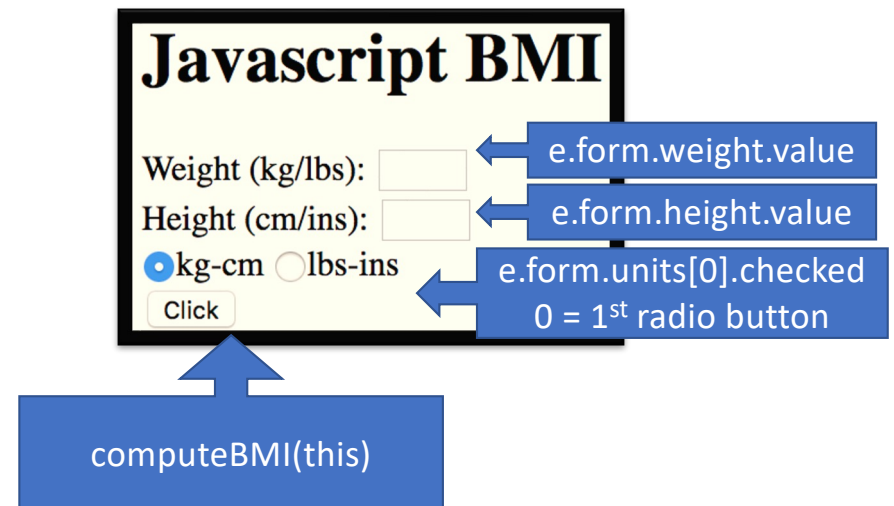 Javascript BMI
Weight (kg/lbs):
e.form.weight.value
Height (cm/ins):
e.form.height.value
kg-cm lbs-ins
e.form.units[0].checked
0 = 1st radio button
Click
computeBMI(this)